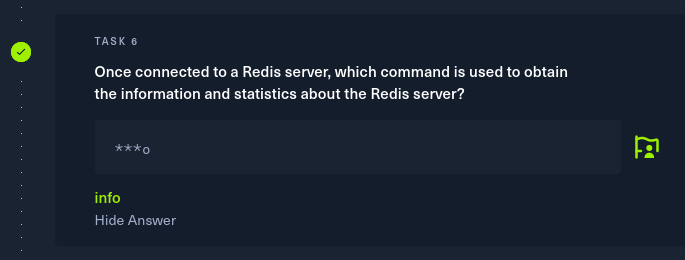 TASK 6
Once connected to a Redis server, which command is used to obtain
the information and statistics about the Redis server?
***o
info
Hide Answer